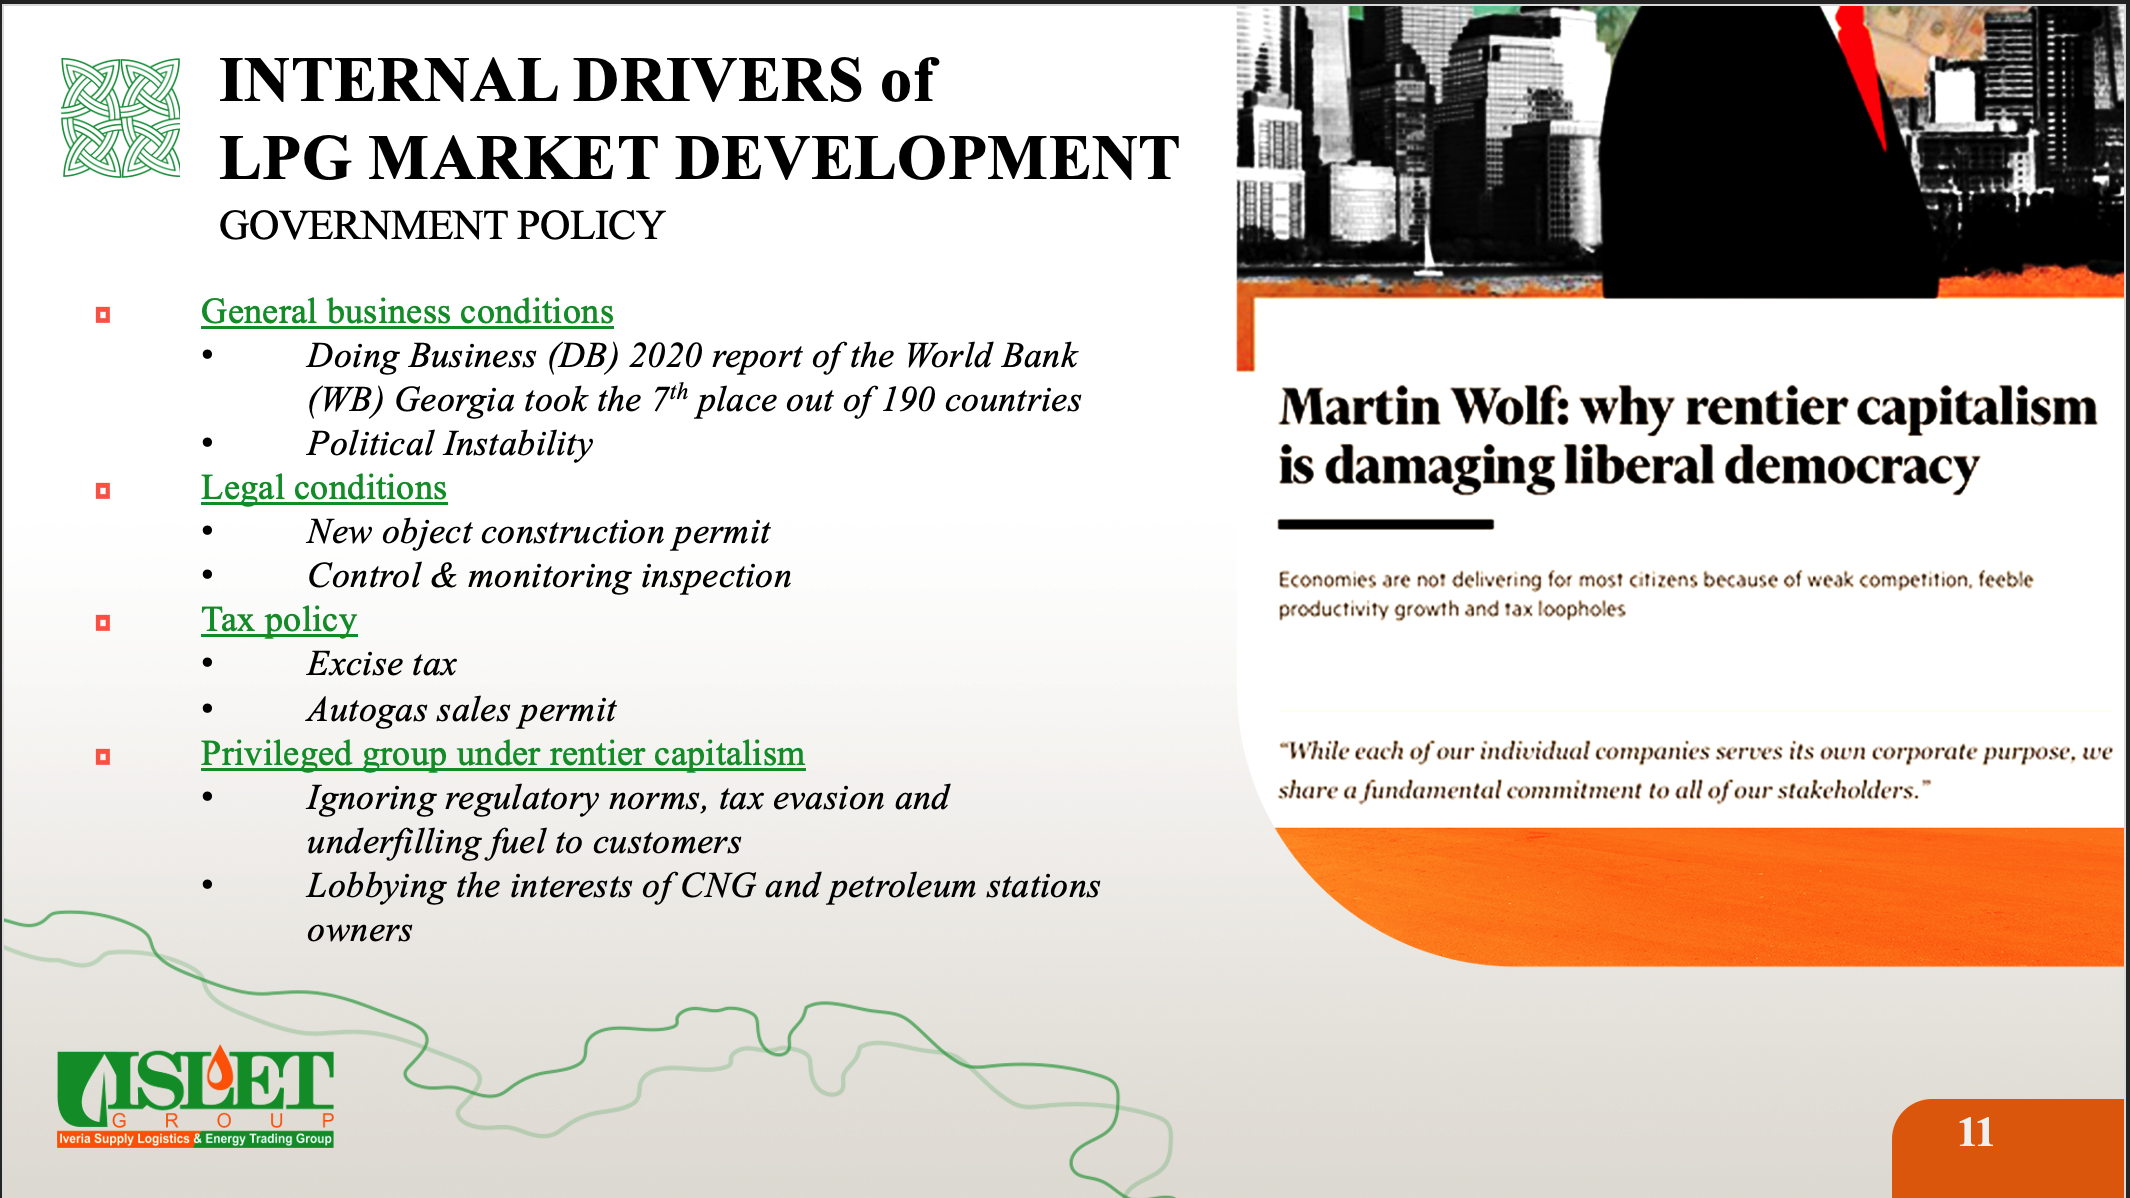 INTERNAL DRIVERS of
LPG MARKET DEVELOPMENT
GOVERNMENT POLICY
General business conditions
• Doing Business (DB) 2020 report of the World Bank
(WB) Georgia took the 7th place out of 190 countries
• Political Instability
Legal conditions
• New object construction permit
• Control & monitoring inspection
Tax policy
• Excise tax
• Autogas sales permit
Privileged group under rentier capitalism
• Ignoring regulatory norms, tax evasion and
underfilling fuel to customers
• Lobbying the interests of CNG and petroleum stations
owners
Martin Wolf: why rentier capitalism
is damaging liberal democracy
Economies are not delivering for most citizens because of weak competition, feeble
productivity growth and tax loopholes
“While each of our individual companies serves its own corporate purpose, we
share a fundamental commitment to all of our stakeholders.”
ISLET
GROUP
Iveria Supply Logistics & Energy Trading Group
11